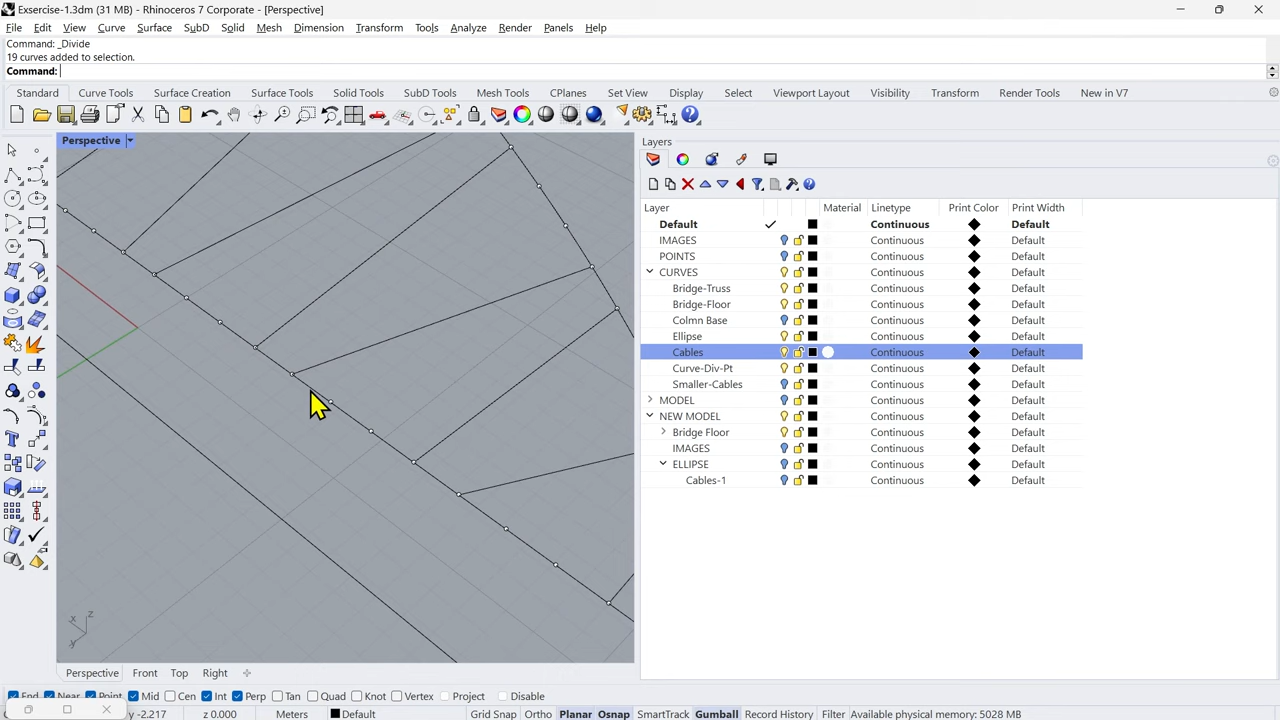 Exsercise-1.3dm (31 MB) - Rhinoceros 7 Corporate - [Perspective]
File Edit View Curve Surface SubD Solid Mesh Dimension Transform Tools Analyze Render Panels Help
Command: _Divide
19 curves added to selection.
Command:
Standard Curve Tools Surface Creation Surface Tools Solid Tools SubD Tools Mesh Tools CPlanes Set View Display Select Viewport Layout Visibility Transform Render Tools New in V7
Perspective
Layers
Layer Material Linetype Print Color Print Width
Default Continuous Default
IMAGES Continuous Default
POINTS Continuous Default
CURVES Continuous Default
Bridge-Truss Continuous Default
Bridge-Floor Continuous Default
Colmn Base Continuous Default
Ellipse Continuous Default
Cables Continuous Default
Curve-Div-Pt Continuous Default
Smaller-Cables Continuous Default
MODEL Continuous Default
NEW MODEL Continuous Default
Bridge Floor Continuous Default
IMAGES Continuous Default
ELLIPSE Continuous Default
Cables-1 Continuous Default
z
x
y
Perspective Front Top Right
End Near Point Mid Cen Int Perp Tan Quad Knot Vertex Project Disable
y -2.217 z 0.000 Meters Default Grid Snap Ortho Planar Osnap SmartTrack Gumball Record History Filter Available physical memory: 5028 MB